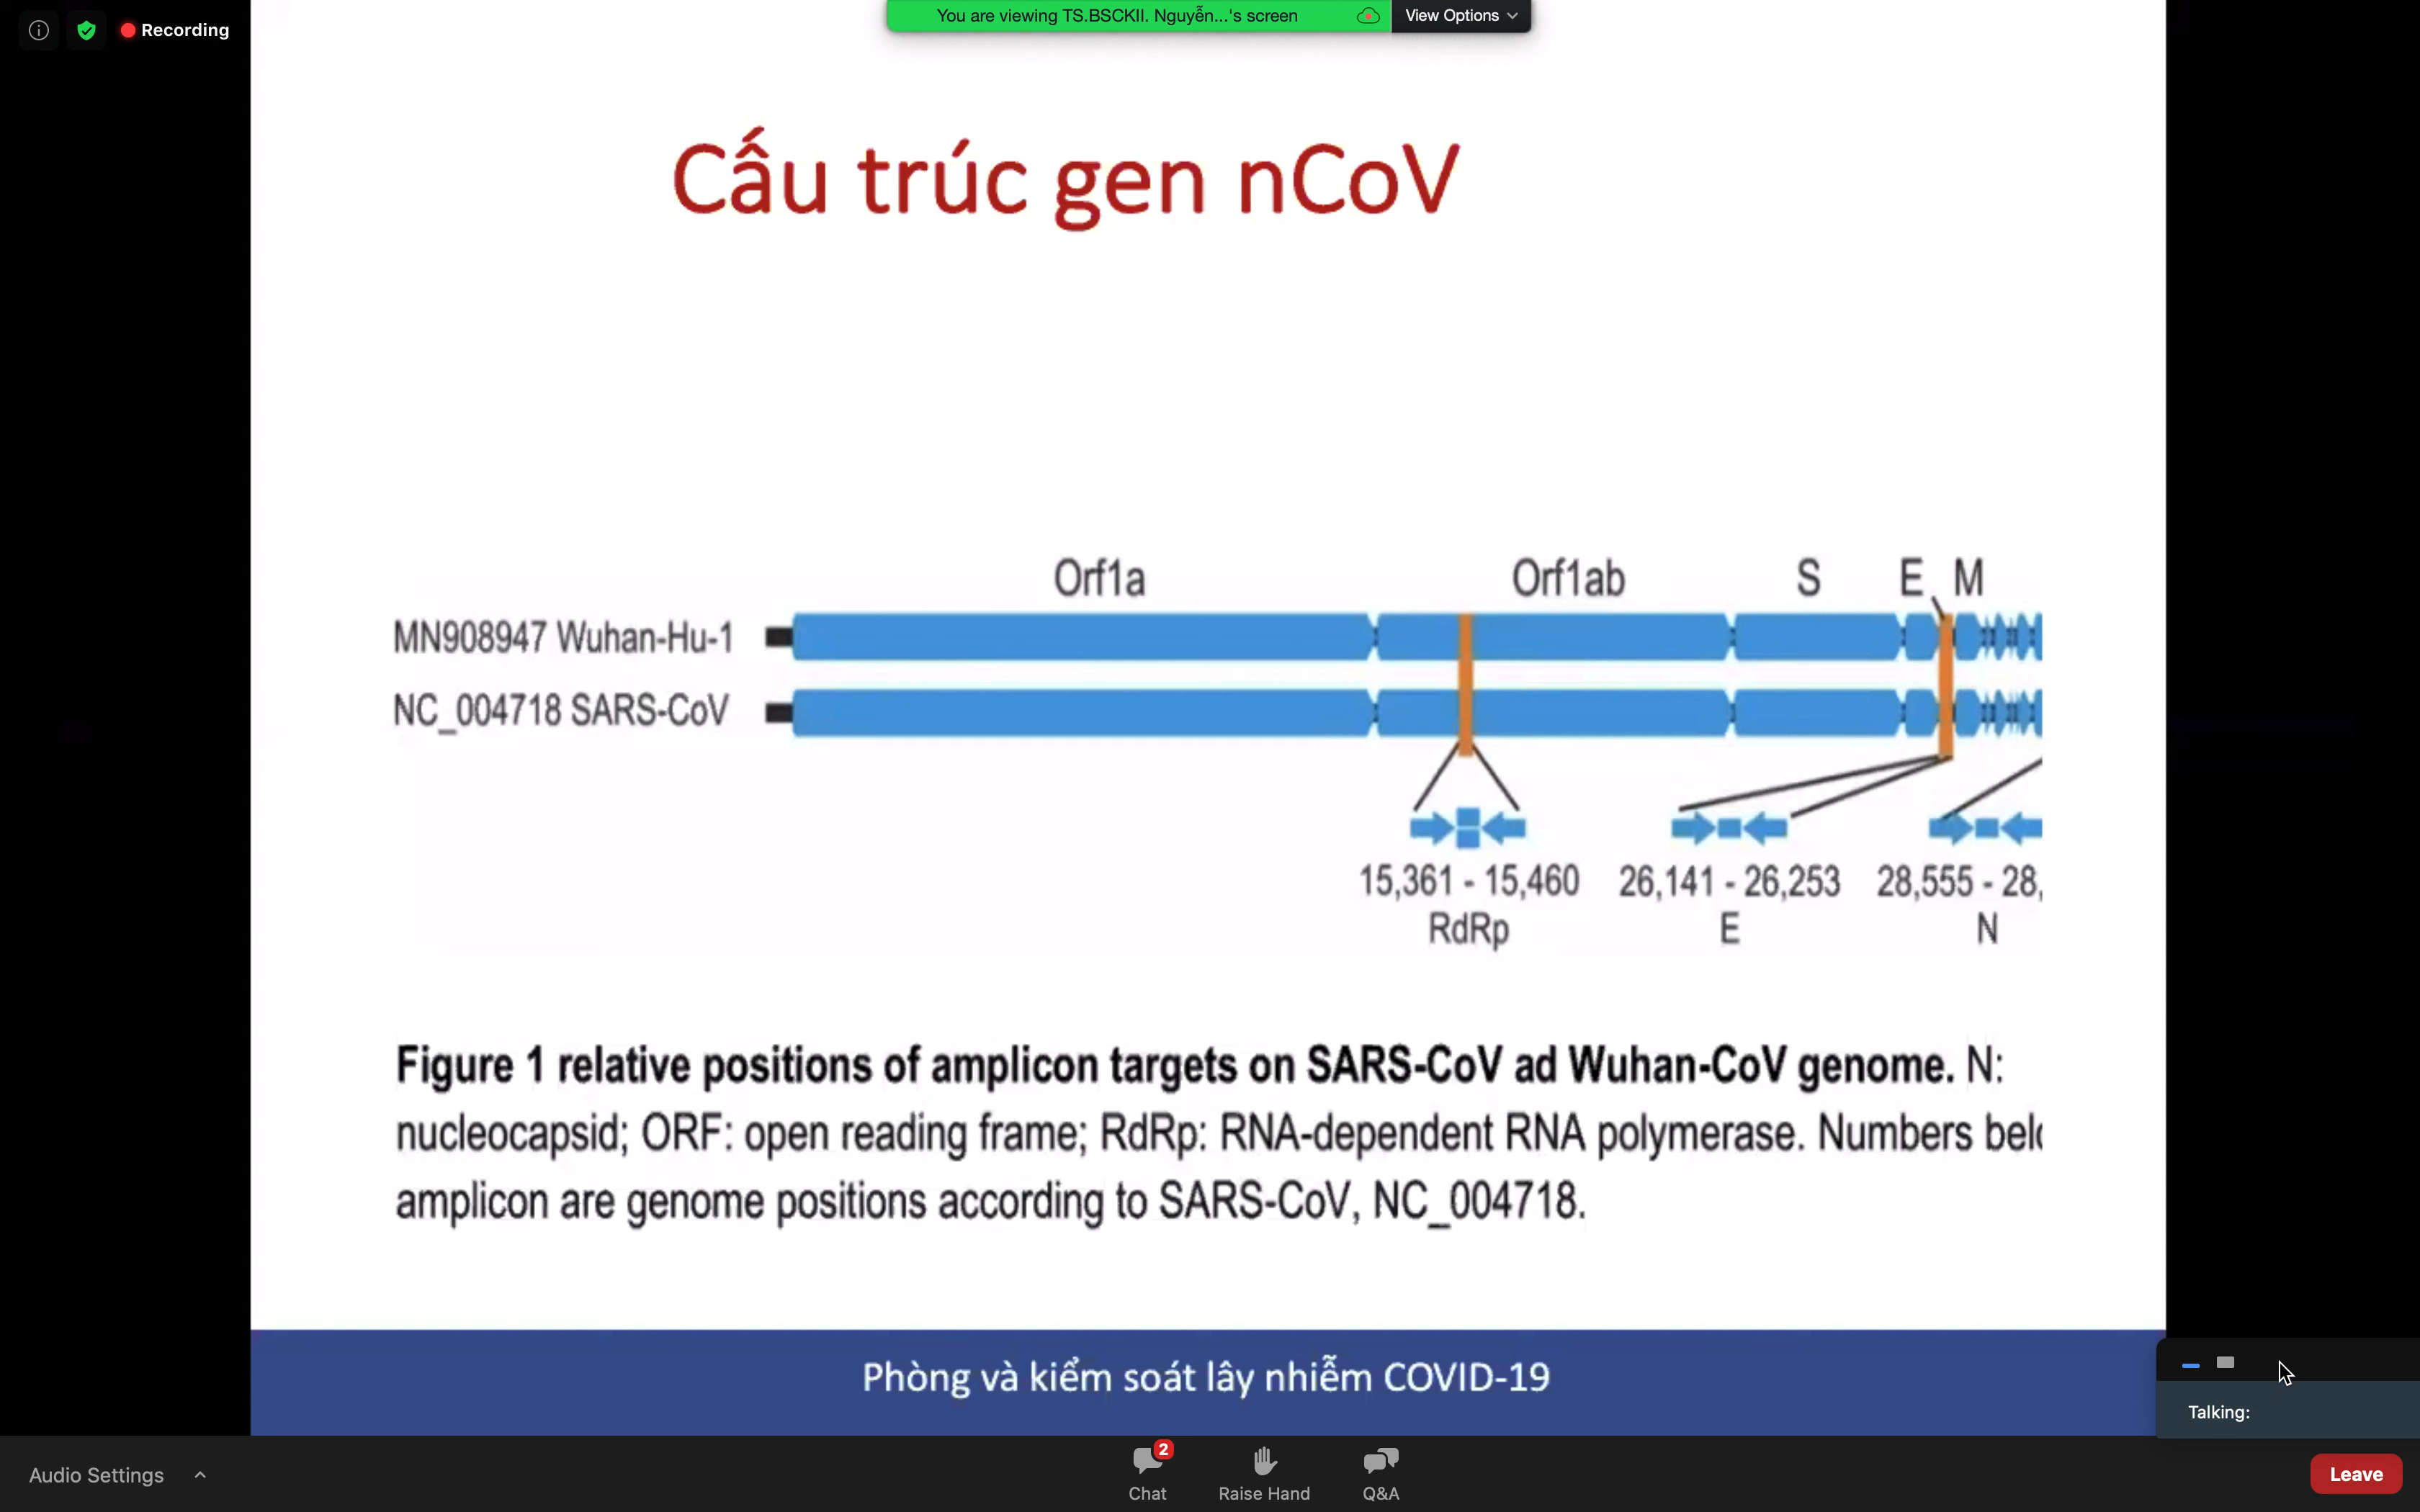 Recording
You are viewing TS.BSCKII. Nguyễn...'s screen
View Options
Cấu trúc gen nCoV
Orf1a Orf1ab S E M
MN908947 Wuhan-Hu-1
NC_004718 SARS-CoV
15,361 - 15,460 26,141 - 26,253 28,555 - 28,
RdRp E N
Figure 1 relative positions of amplicon targets on SARS-CoV ad Wuhan-CoV genome. N:
nucleocapsid; ORF: open reading frame; RdRp: RNA-dependent RNA polymerase. Numbers
amplicon are genome positions according to SARS-CoV, NC_004718.
Phòng và kiểm soát lây nhiễm COVID-19
Talking:
Audio Settings
2
Chat Raise Hand Q&A
Leave